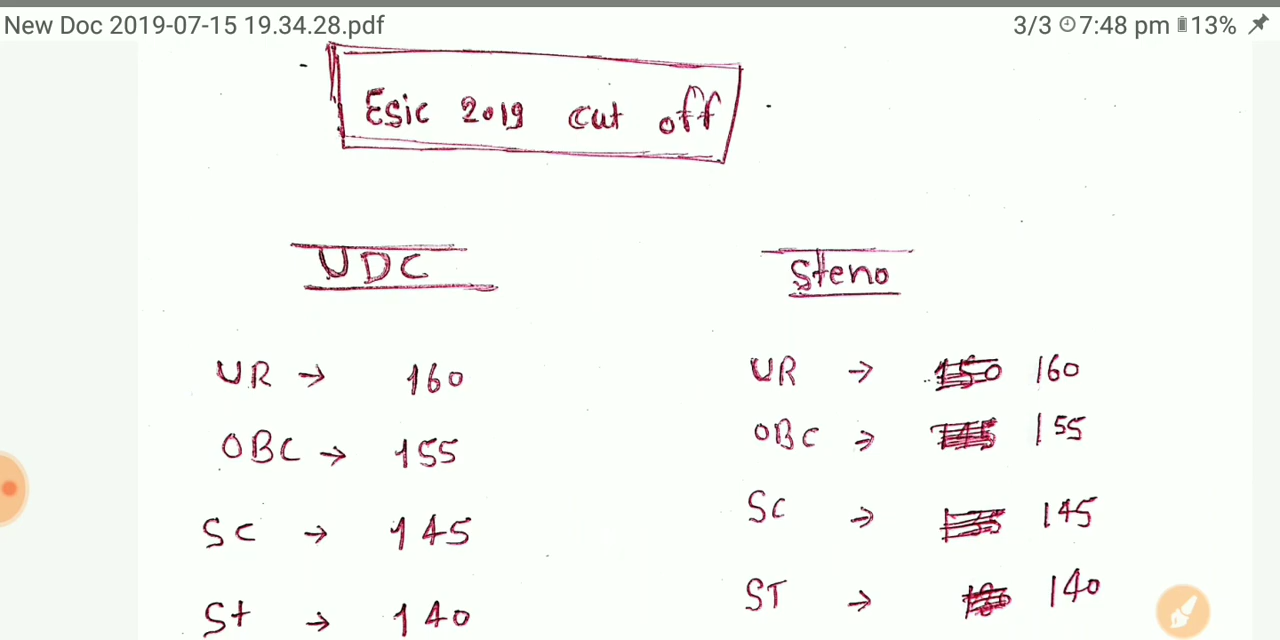 New Doc 2019-07-15 19.34.28.pdf 3/3 7:48 pm 13%
Esic 2019 cut off
UDC Steno
UR → 160 UR → 150 160
OBC → 155 OBC → 145 155
SC → 145 SC → 145
St → 140 ST → 140